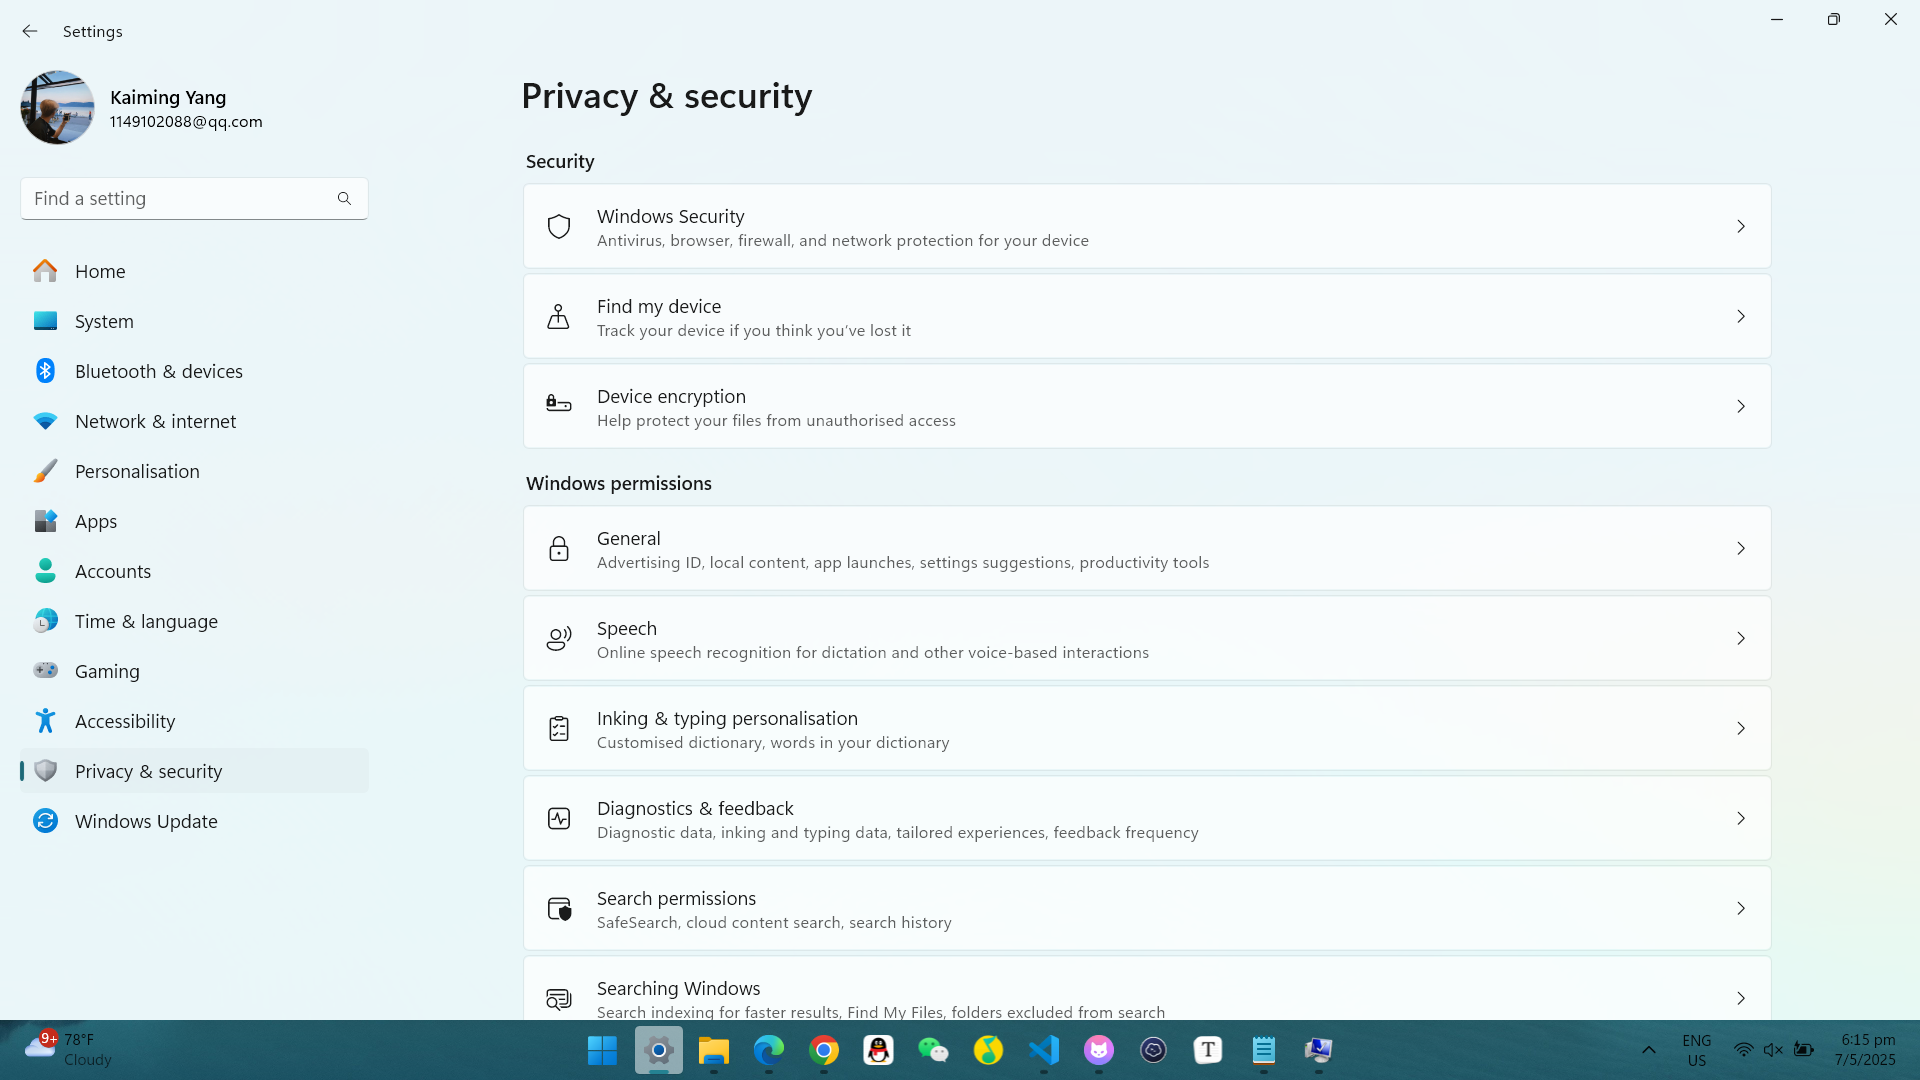 Settings
Kaiming Yang
1149102088@qq.com
Find a setting
Home
System
Bluetooth & devices
Network & internet
Personalisation
Apps
Accounts
Time & language
Gaming
Accessibility
Privacy & security
Windows Update
Privacy & security
Security
Windows Security
Antivirus, browser, firewall, and network protection for your device
Find my device
Track your device if you think you've lost it
Device encryption
Help protect your files from unauthorised access
Windows permissions
General
Advertising ID, local content, app launches, settings suggestions, productivity tools
Speech
Online speech recognition for dictation and other voice-based interactions
Inking & typing personalisation
Customised dictionary, words in your dictionary
Diagnostics & feedback
Diagnostic data, inking and typing data, tailored experiences, feedback frequency
Search permissions
SafeSearch, cloud content search, search history
Searching Windows
Search indexing for faster results, Find My Files, folders excluded from search
9+
78°F
Cloudy
T
ENG
US
6:15 pm
7/5/2025